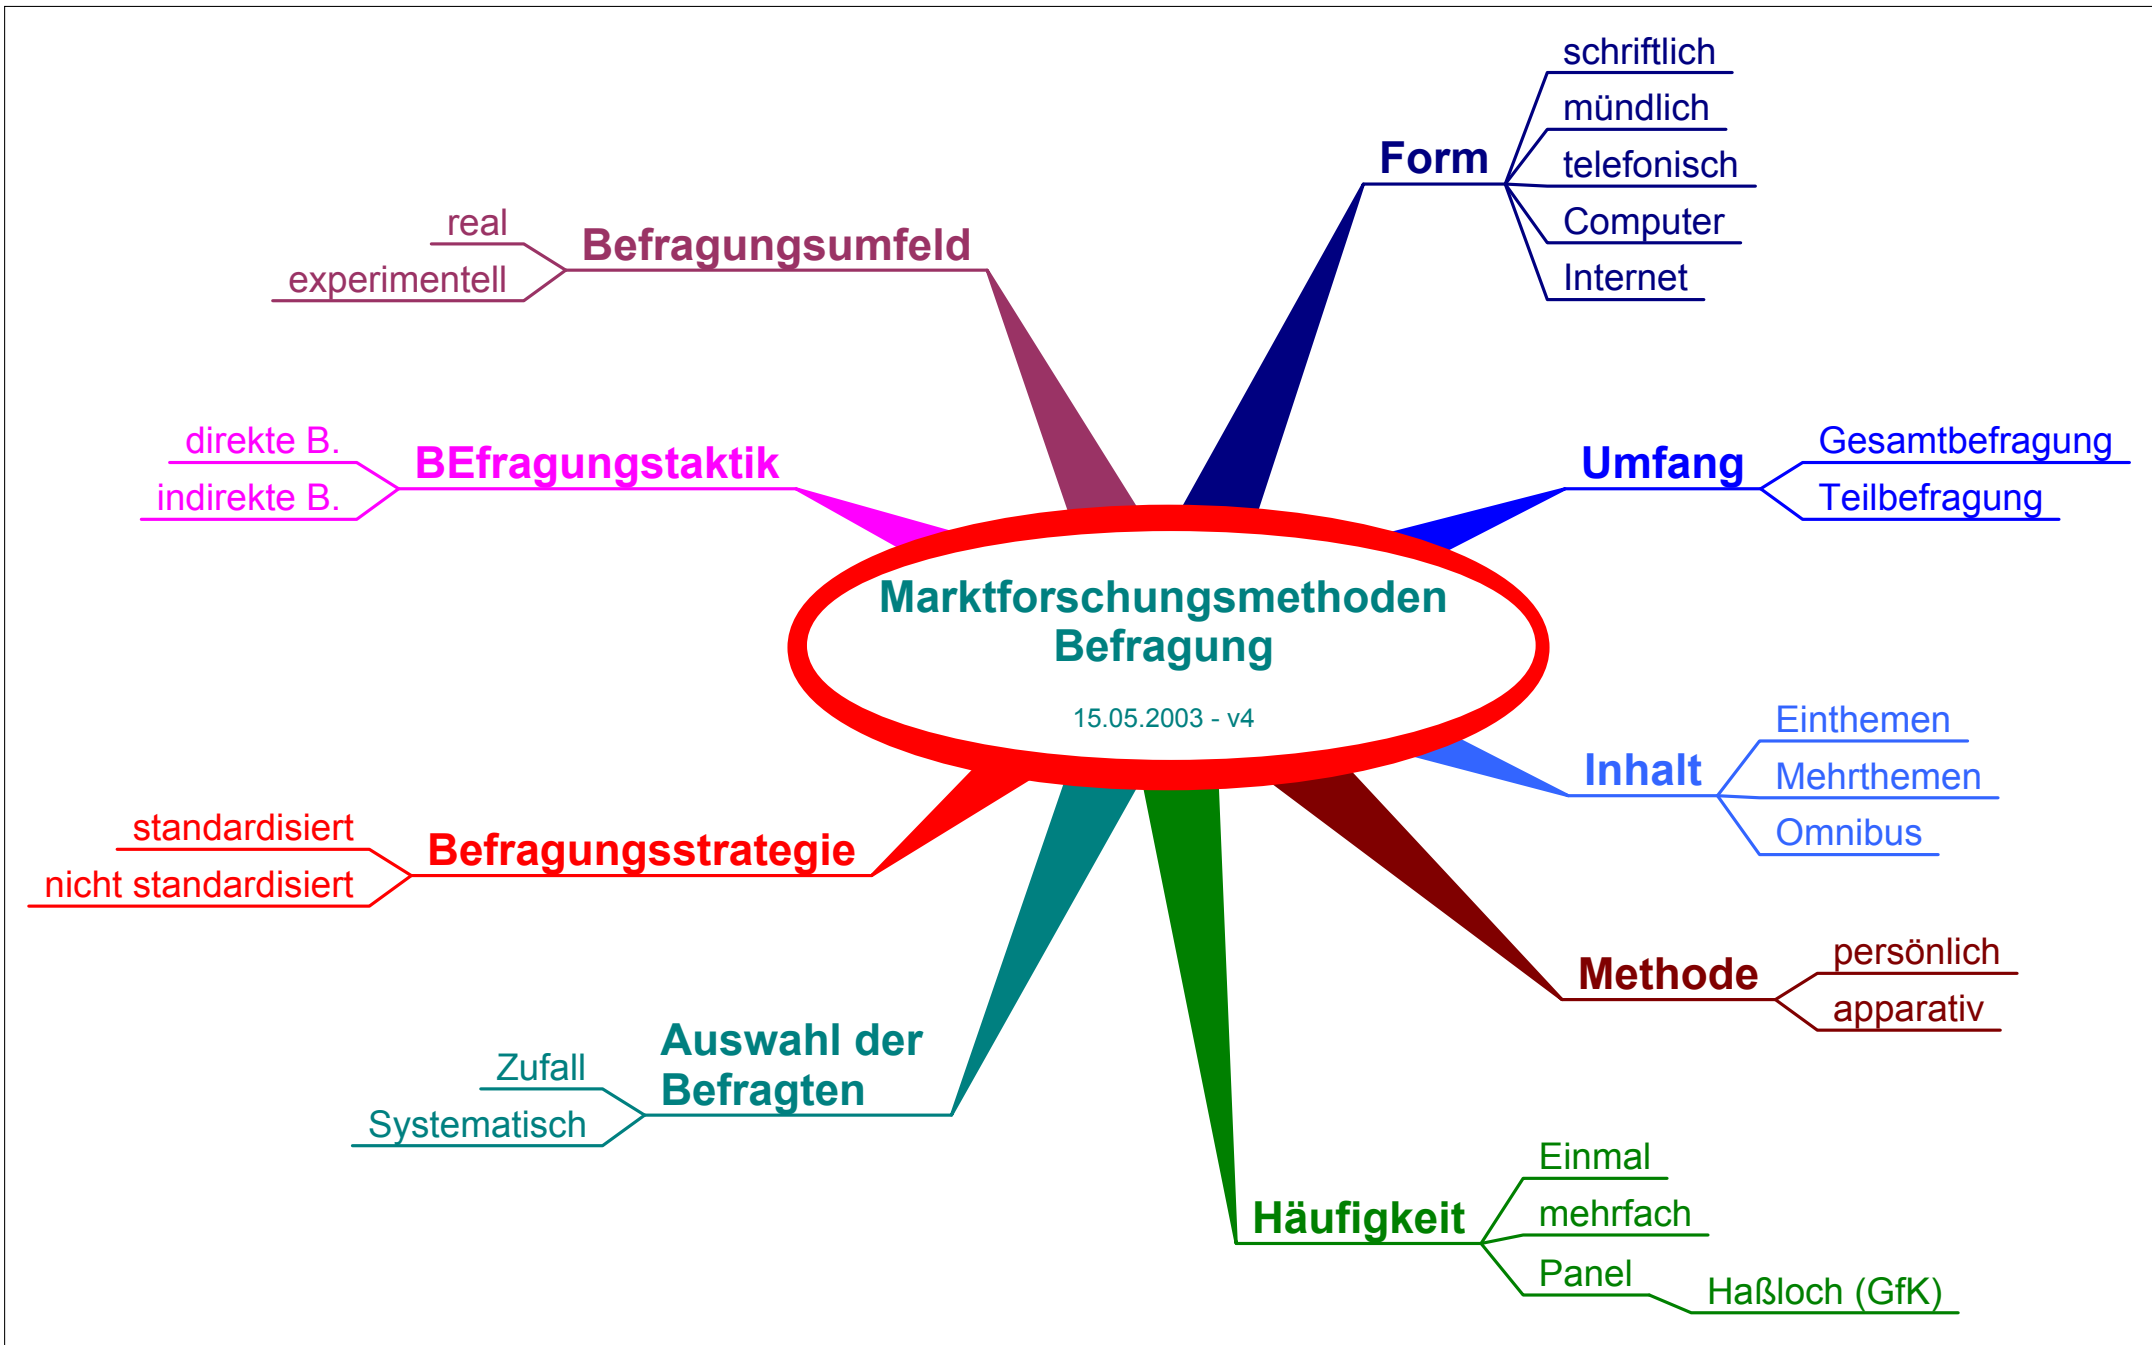 Marktforschungsmethoden
Befragung
15.05.2003 - v4
Form
schriftlich
mündlich
telefonisch
Computer
Internet
Umfang
Gesamtbefragung
Teilbefragung
Inhalt
Einthemen
Mehrthemen
Omnibus
Methode
persönlich
apparativ
Häufigkeit
Einmal
mehrfach
Panel
Haßloch (GfK)
Auswahl der
Befragten
Zufall
Systematisch
Befragungsstrategie
standardisiert
nicht standardisiert
BEfragungstaktik
direkte B.
indirekte B.
Befragungsumfeld
real
experimentell